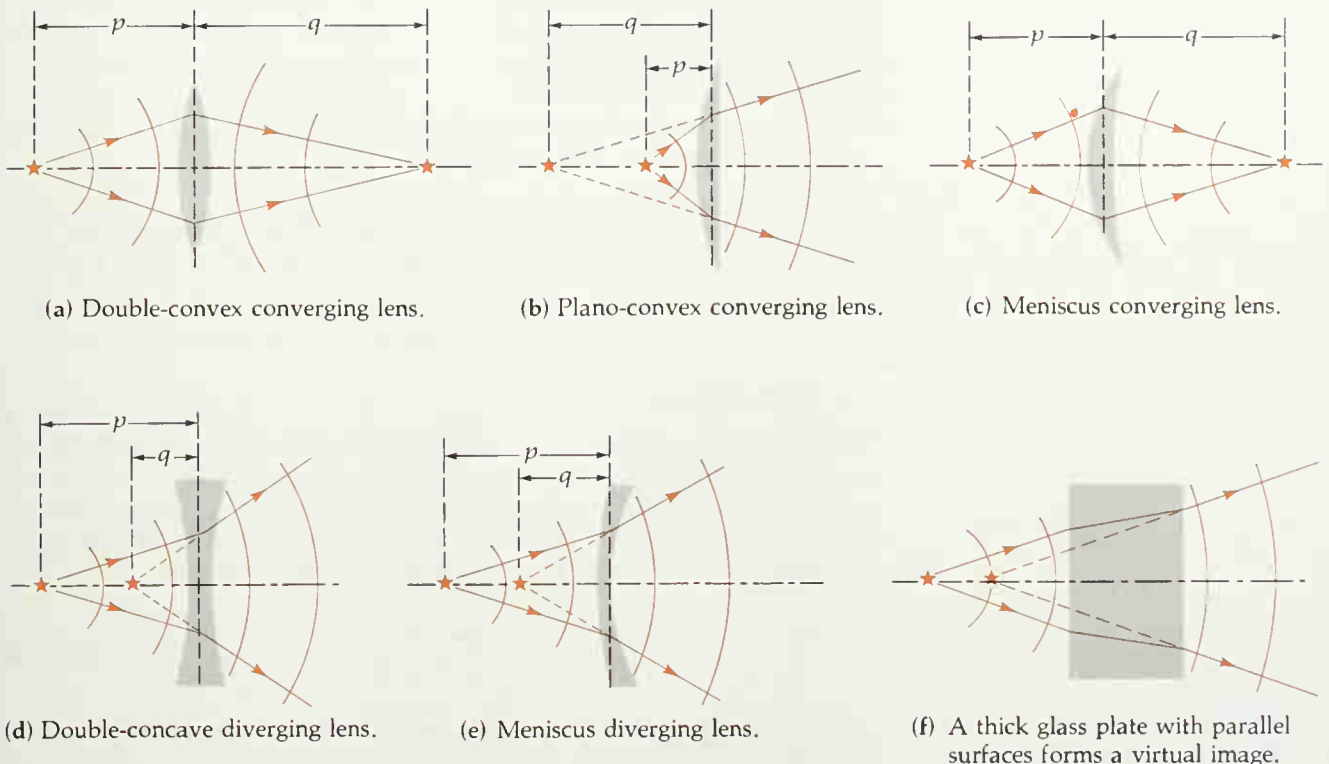 p q
q
p
p q
(a) Double-convex converging lens.
(b) Plano-convex converging lens.
(c) Meniscus converging lens.
p
q
p
q
(d) Double-concave diverging lens.
(e) Meniscus diverging lens.
(f) A thick glass plate with parallel
surfaces forms a virtual image.